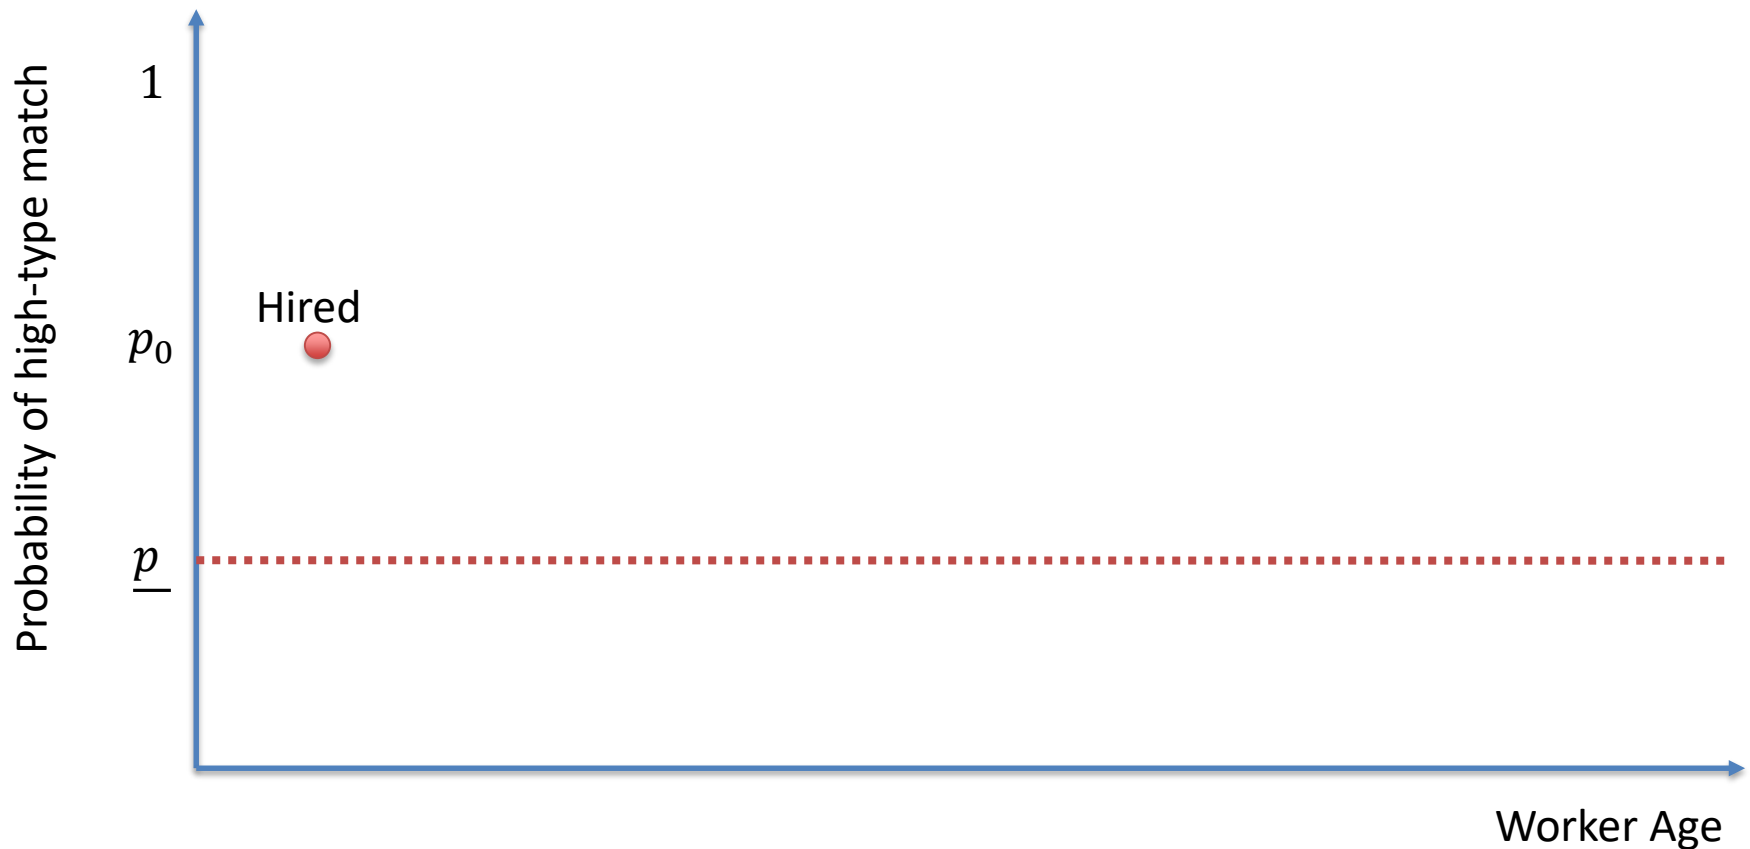 Probability of high-type match
1
Hired
p₀
p̲
Worker Age